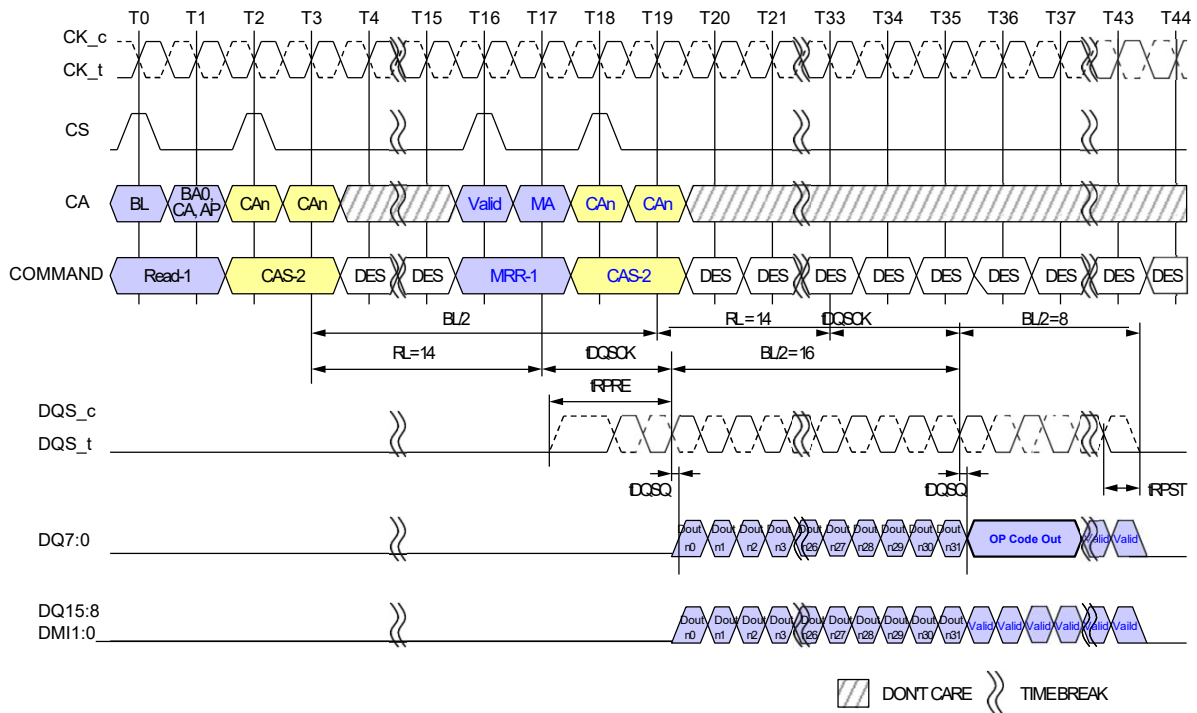 T0 T1 T2 T3 T4 T15 T16 T17 T18 T19 T20 T21 T33 T34 T35 T36 T37 T43 T44
CK_c
CK_t
CS
CA BL BA0, CA, AP CAn CAn Valid MA CAn CAn
COMMAND Read-1 CAS-2 DES DES MRR-1 CAS-2 DES DES DES DES DES DES DES DES DES
BL/2 RL = 14 tDQSCK BL/2 = 8
RL = 14 tDQSCK BL/2 = 16
tRPRE
DQS_c
DQS_t
tDQSQ tDQSQ tRPST
DQ7:0 Dout n0 Dout n1 Dout n2 Dout n3 Dout n26 Dout n27 Dout n28 Dout n29 Dout n30 Dout n31 OP Code Out Valid Valid
DQ15:8
DMI1:0 Dout n0 Dout n1 Dout n2 Dout n3 Dout n26 Dout n27 Dout n28 Dout n29 Dout n30 Dout n31 Valid Valid Valid Valid Valid Vaild
DON'T CARE TIME BREAK